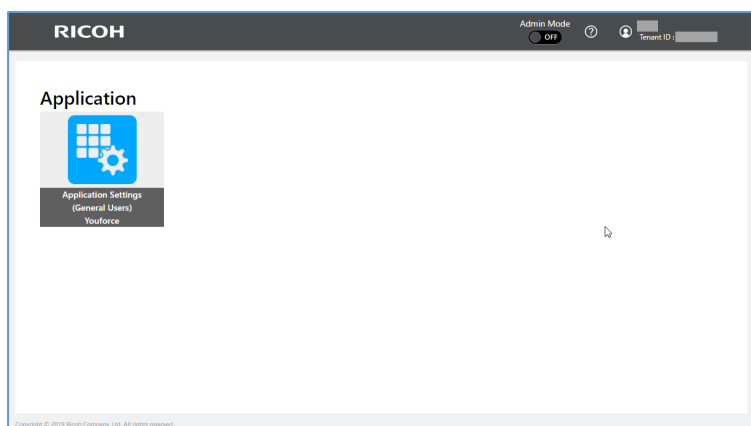 RICOH
Admin Mode
OFF
?
Tenant ID :
Application
Application Settings
(General Users)
Youforce
Copyright © 2019 Ricoh Company, Ltd. All rights reserved.